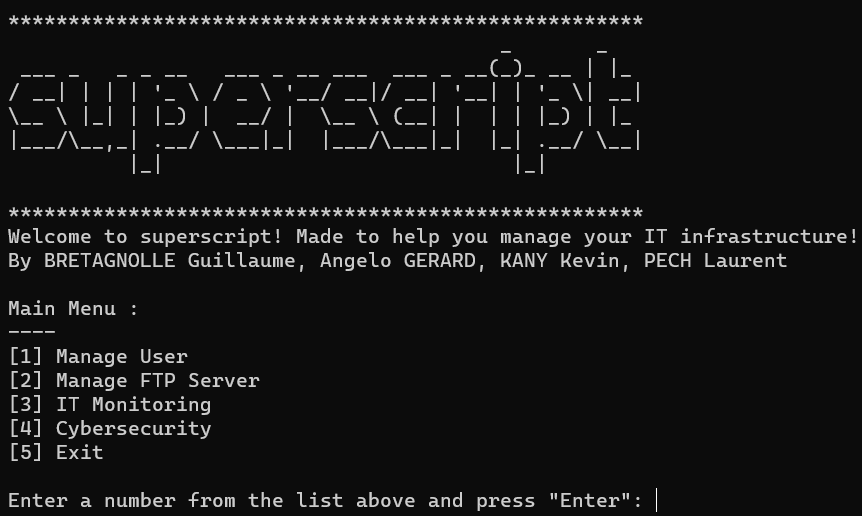 *****************************************************
superscript
*****************************************************
Welcome to superscript! Made to help you manage your IT infrastructure!
By BRETAGNOLLE Guillaume, Angelo GERARD, KANY Kevin, PECH Laurent
Main Menu :
----
[1] Manage User
[2] Manage FTP Server
[3] IT Monitoring
[4] Cybersecurity
[5] Exit
Enter a number from the list above and press "Enter":